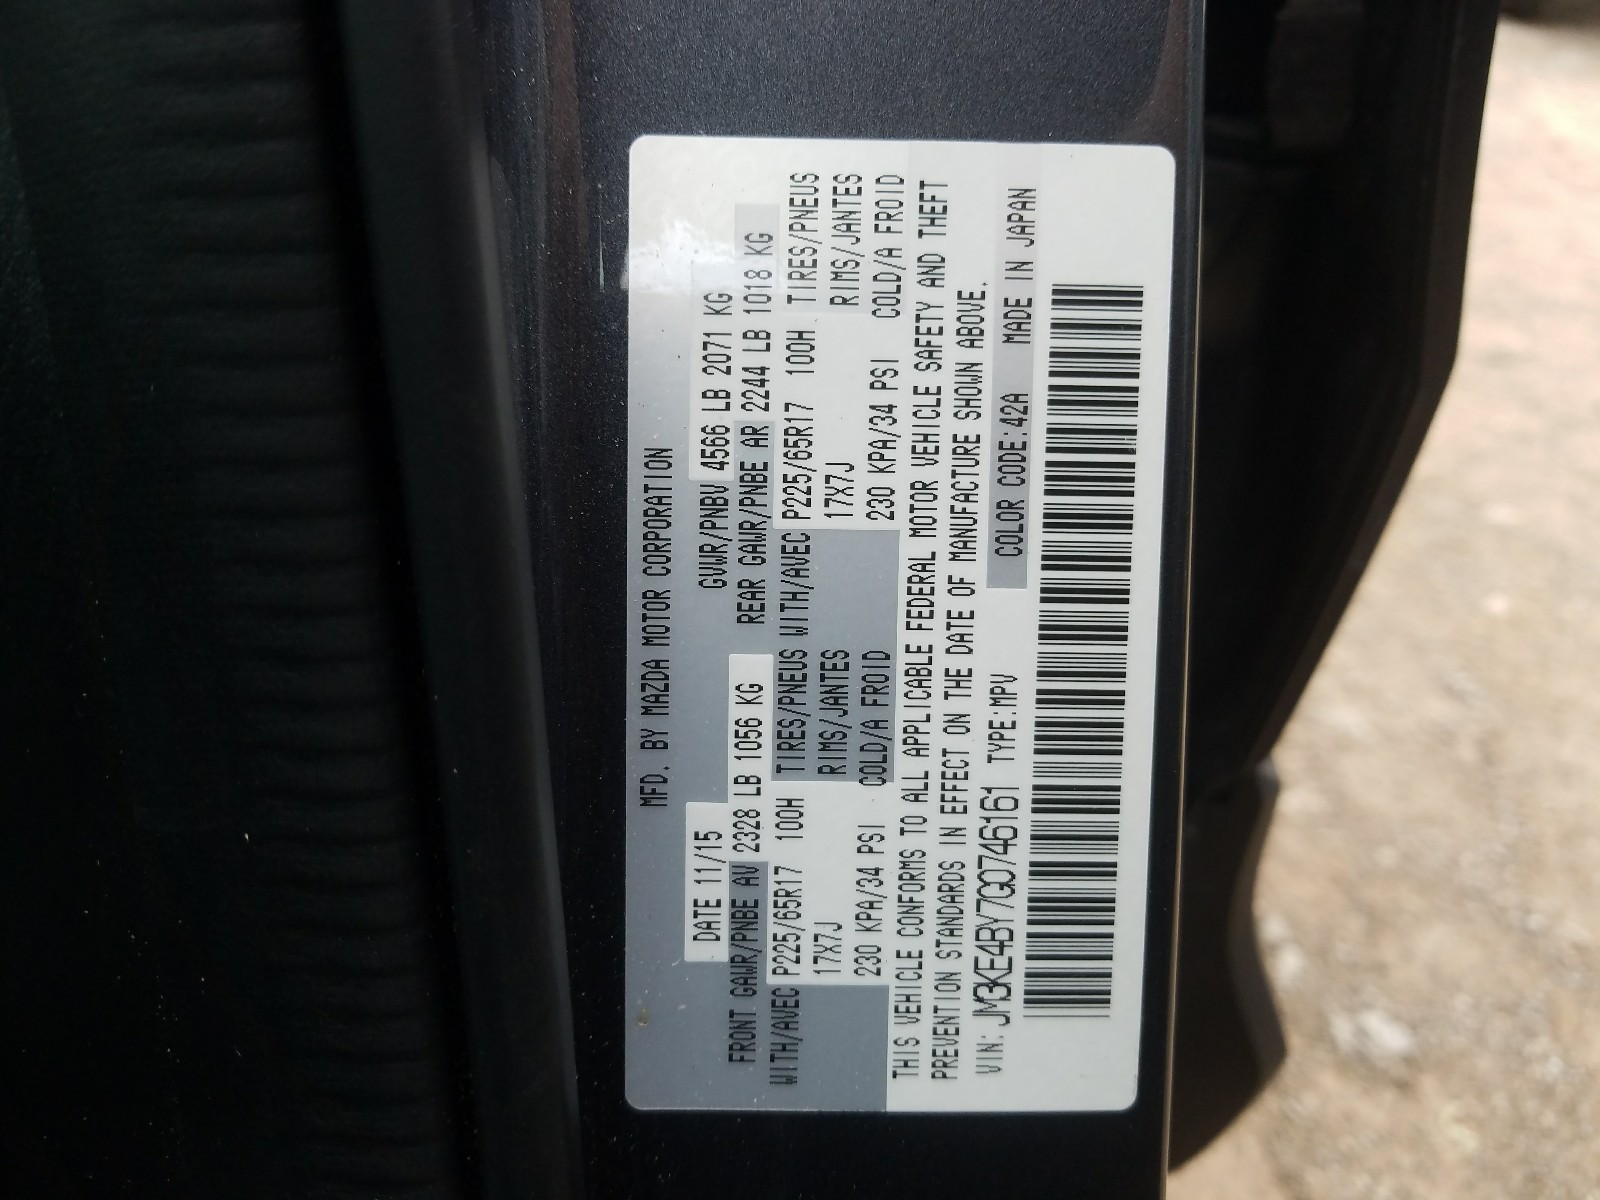 MFD. BY MAZDA MOTOR CORPORATION
DATE 11/15 GVWR/PNBV 4566 LB 2071 KG
FRONT GAWR/PNBE AV 2328 LB 1056 KG REAR GAWR/PNBE AR 2244 LB 1018 KG
WITH/AVEC P225/65R17 100H TIRES/PNEUS WITH/AVEC P225/65R17 100H TIRES/PNEUS
17X7J RIMS/JANTES 17X7J RIMS/JANTES
230 KPA/34 PSI COLD/A FROID 230 KPA/34 PSI COLD/A FROID
THIS VEHICLE CONFORMS TO ALL APPLICABLE FEDERAL MOTOR VEHICLE SAFETY AND THEFT
PREVENTION STANDARDS IN EFFECT ON THE DATE OF MANUFACTURE SHOWN ABOVE.
VIN: JM3KE4BY7G0746161 TYPE:MPV COLOR CODE:42A MADE IN JAPAN